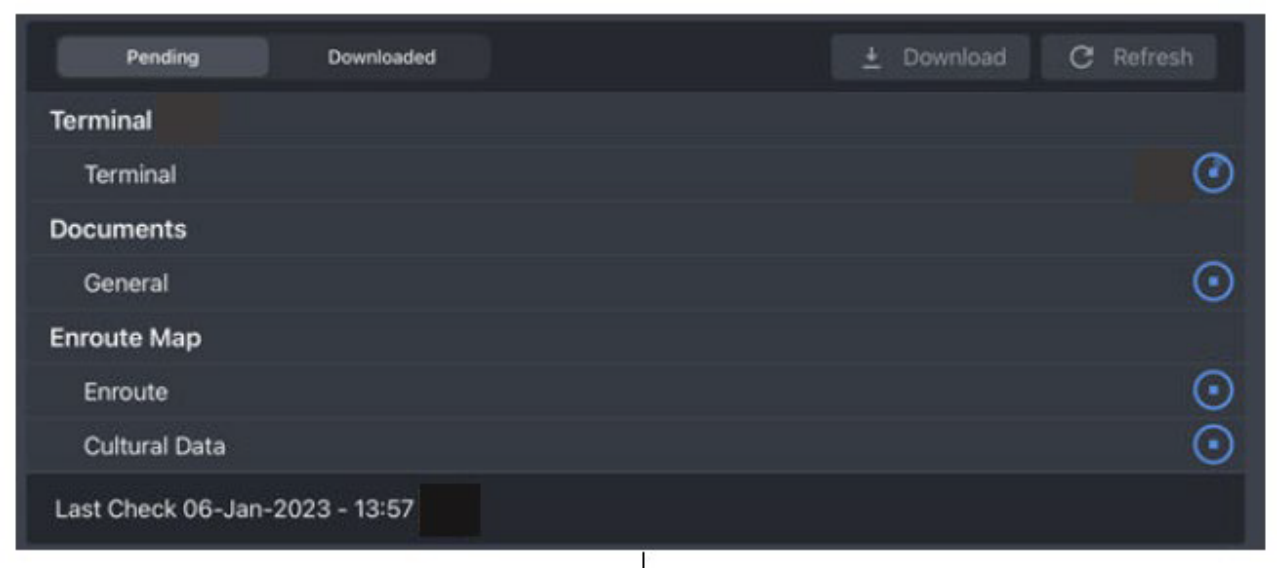 Pending Downloaded Download Refresh
Terminal
Terminal
Documents
General
Enroute Map
Enroute
Cultural Data
Last Check 06-Jan-2023 - 13:57